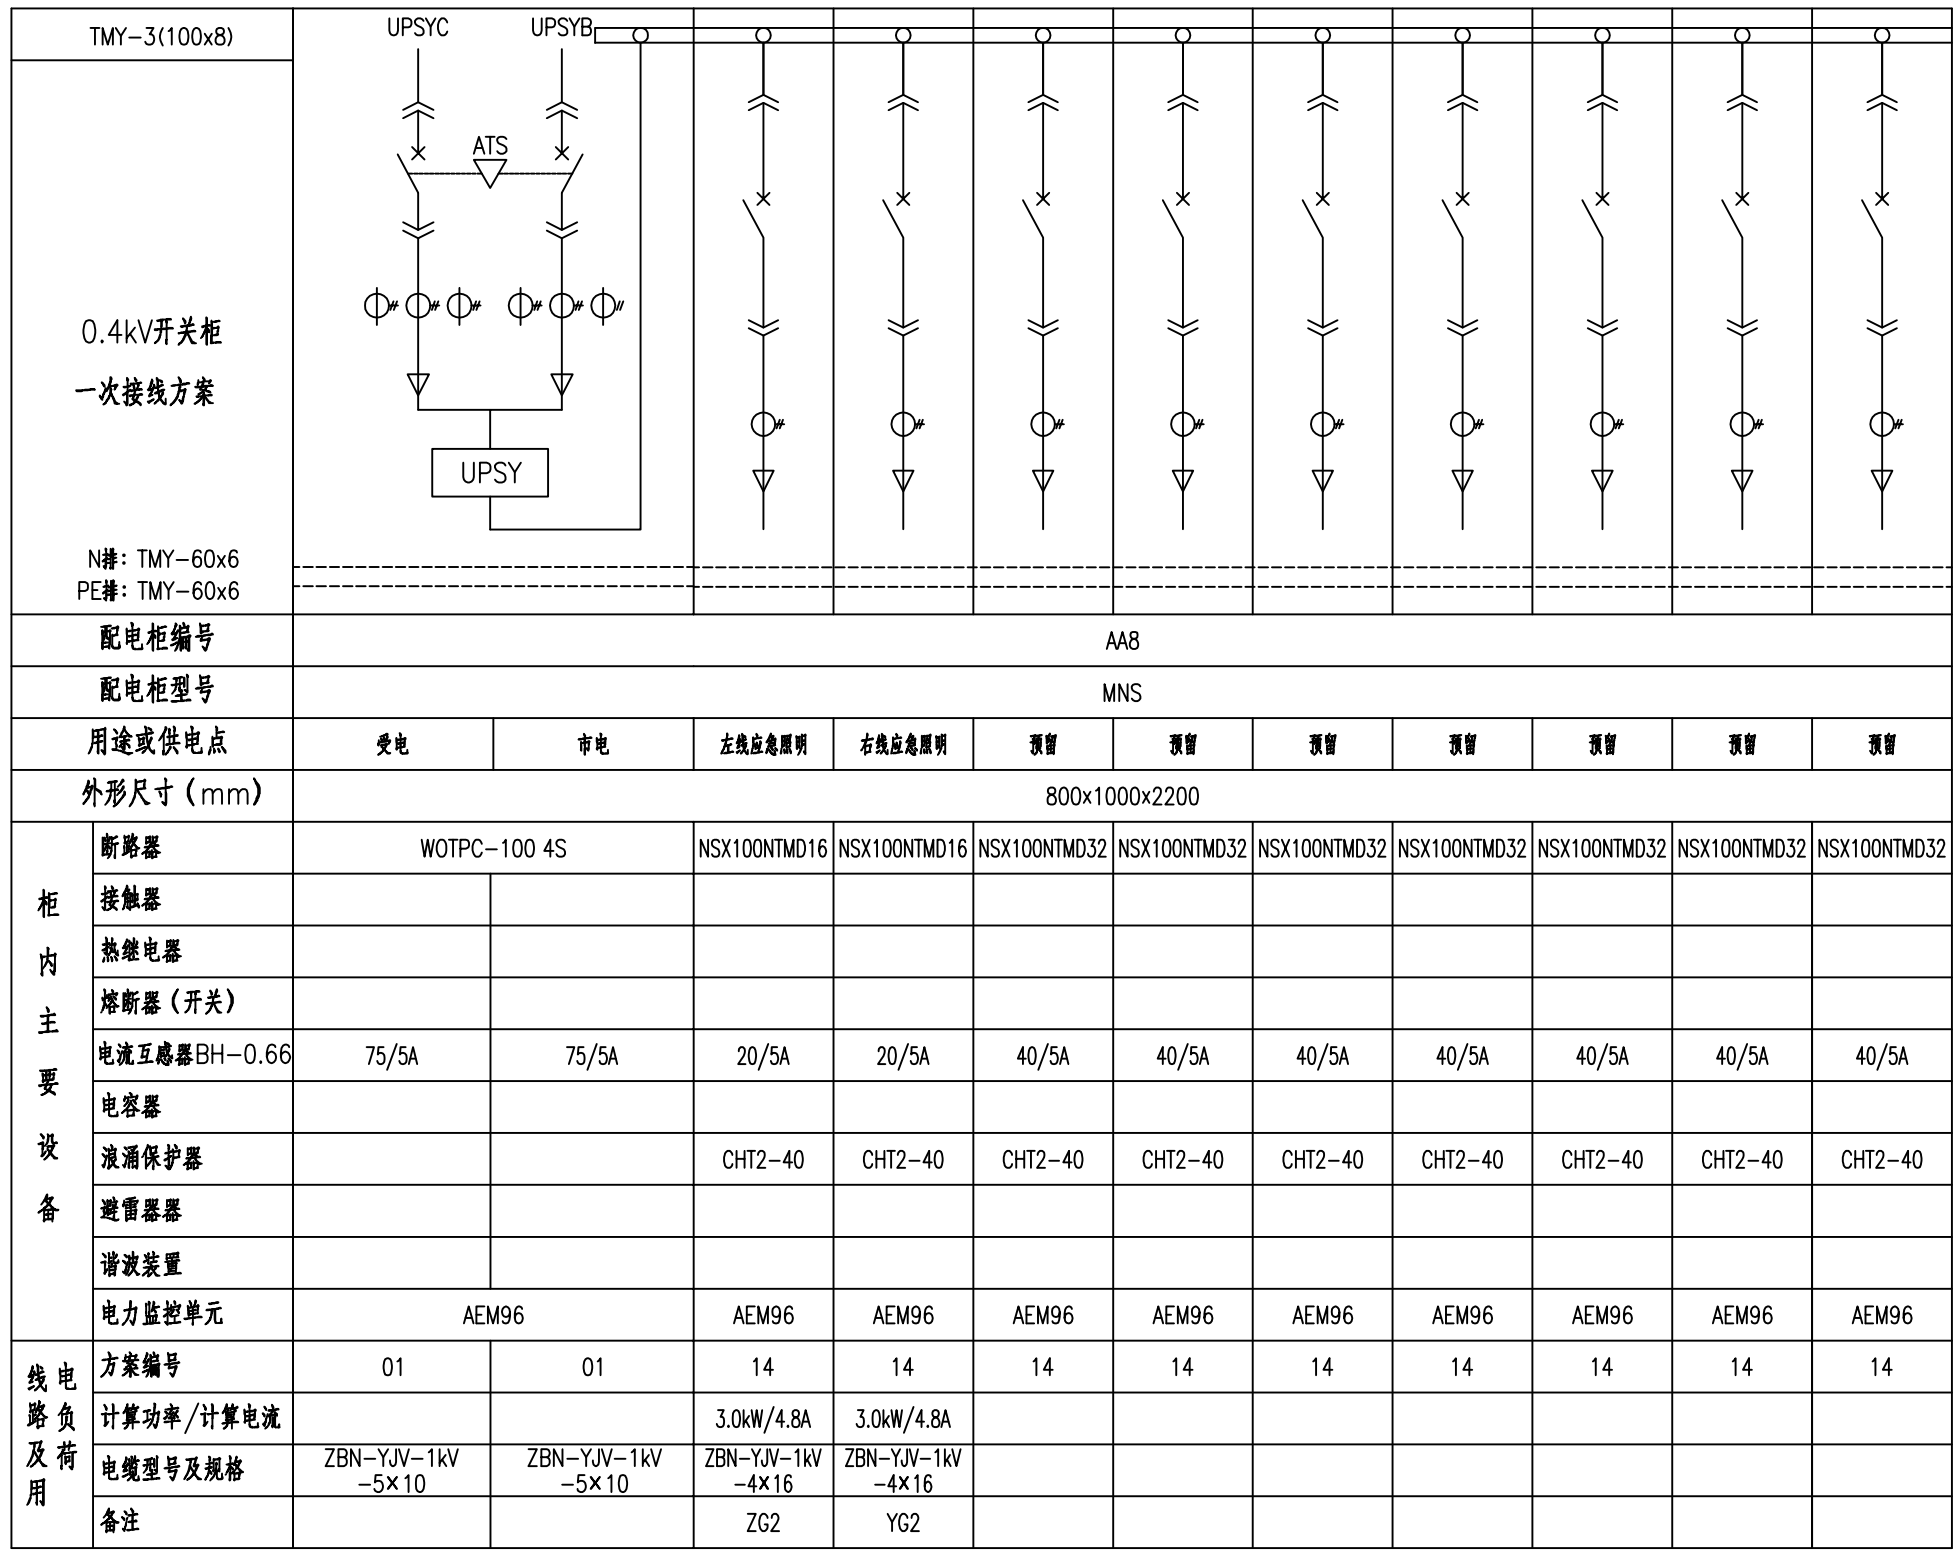 TMY-3(100x8)
UPSYC
UPSYB
ATS
UPSY
0.4kV开关柜
一次接线方案
N排：TMY-60x6
PE排：TMY-60x6
配电柜编号 AA8
配电柜型号 MNS
用途或供电点 受电 市电 左线应急照明 右线应急照明 预留 预留 预留 预留 预留 预留 预留
外形尺寸（mm） 800x1000x2200
柜内主要设备
断路器 WOTPC-100 4S NSX100NTMD16 NSX100NTMD16 NSX100NTMD32 NSX100NTMD32 NSX100NTMD32 NSX100NTMD32 NSX100NTMD32 NSX100NTMD32 NSX100NTMD32
接触器
热继电器
熔断器（开关）
电流互感器BH-0.66 75/5A 75/5A 20/5A 20/5A 40/5A 40/5A 40/5A 40/5A 40/5A 40/5A 40/5A
电容器
浪涌保护器 CHT2-40 CHT2-40 CHT2-40 CHT2-40 CHT2-40 CHT2-40 CHT2-40 CHT2-40 CHT2-40
避雷器器
谐波装置
电力监控单元 AEM96 AEM96 AEM96 AEM96 AEM96 AEM96 AEM96 AEM96 AEM96 AEM96
线路及用
电负荷
方案编号 01 01 14 14 14 14 14 14 14 14 14
计算功率/计算电流 3.0kW/4.8A 3.0kW/4.8A
电缆型号及规格 ZBN-YJV-1kV -5×10 ZBN-YJV-1kV -5×10 ZBN-YJV-1kV -4×16 ZBN-YJV-1kV -4×16
备注 ZG2 YG2